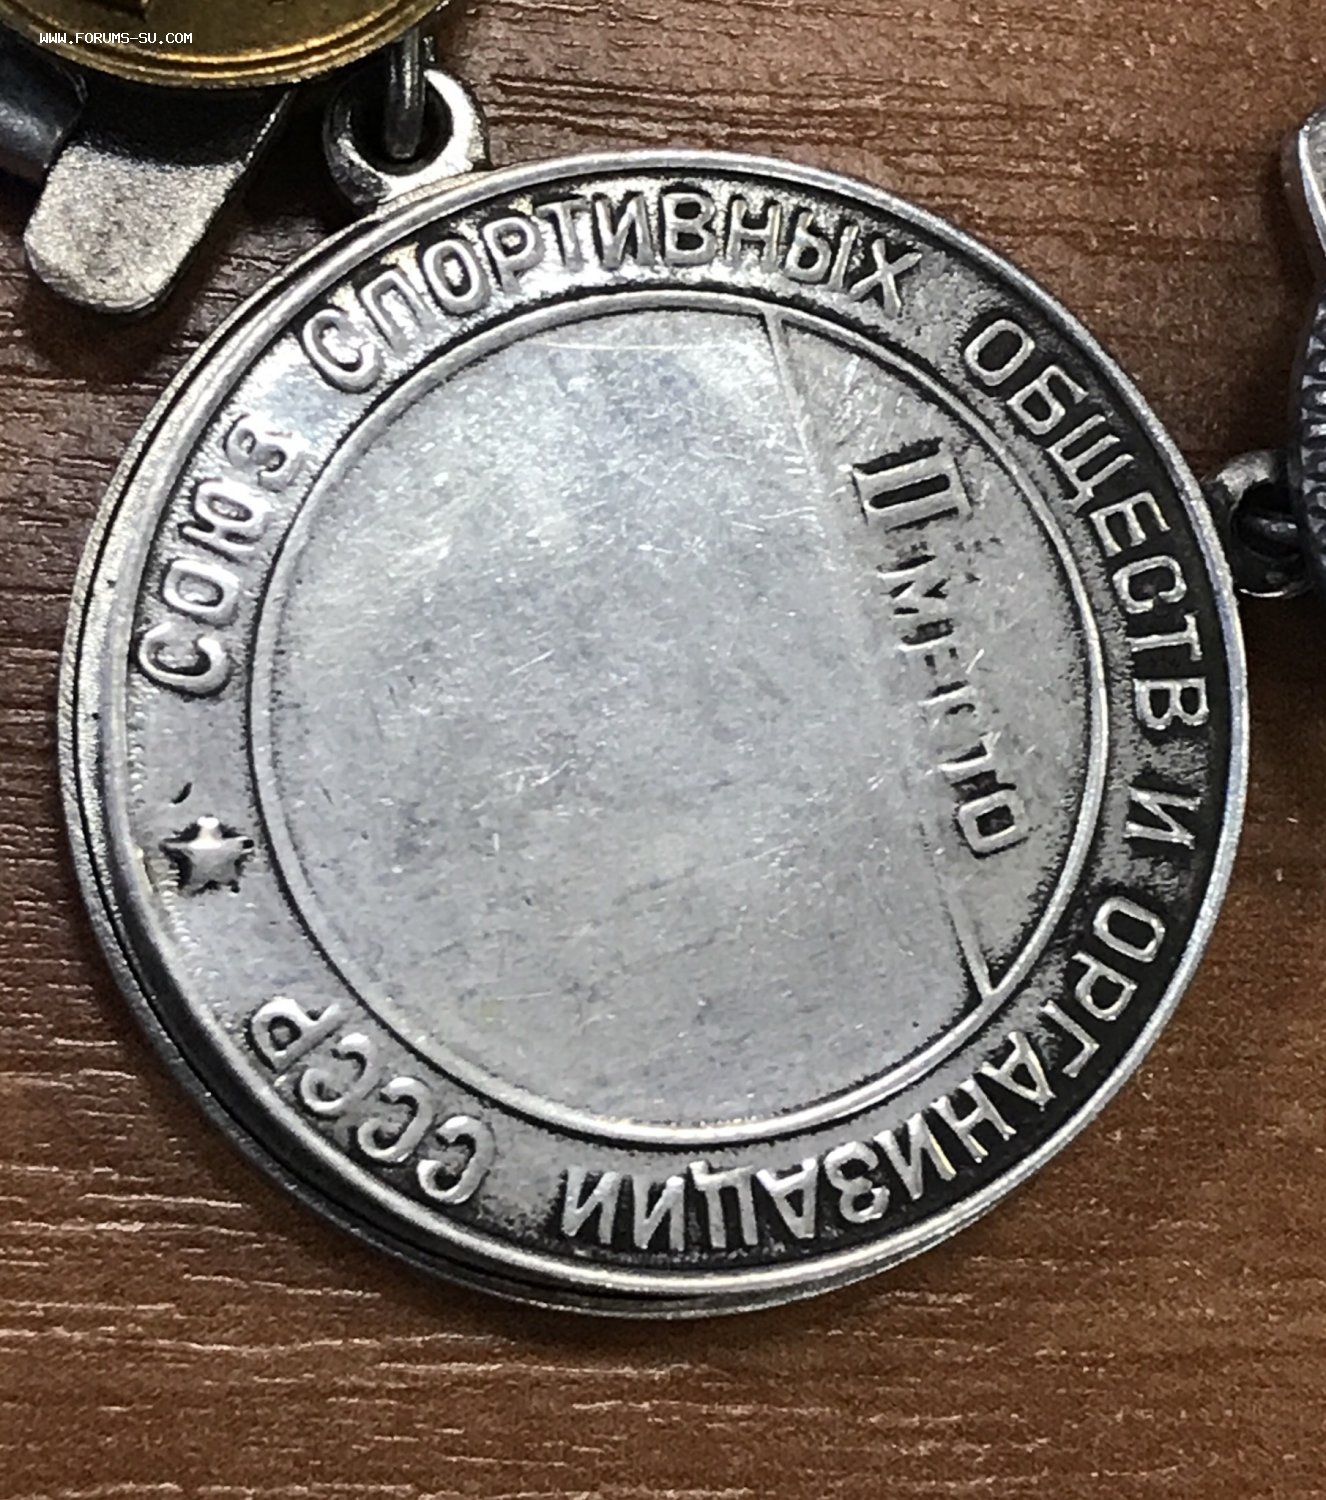 WWW.FORUMS-SU.COM
СОЮЗ СПОРТИВНЫХ ОБЩЕСТВ И ОРГАНИЗАЦИИ СССР
II МЕСТО